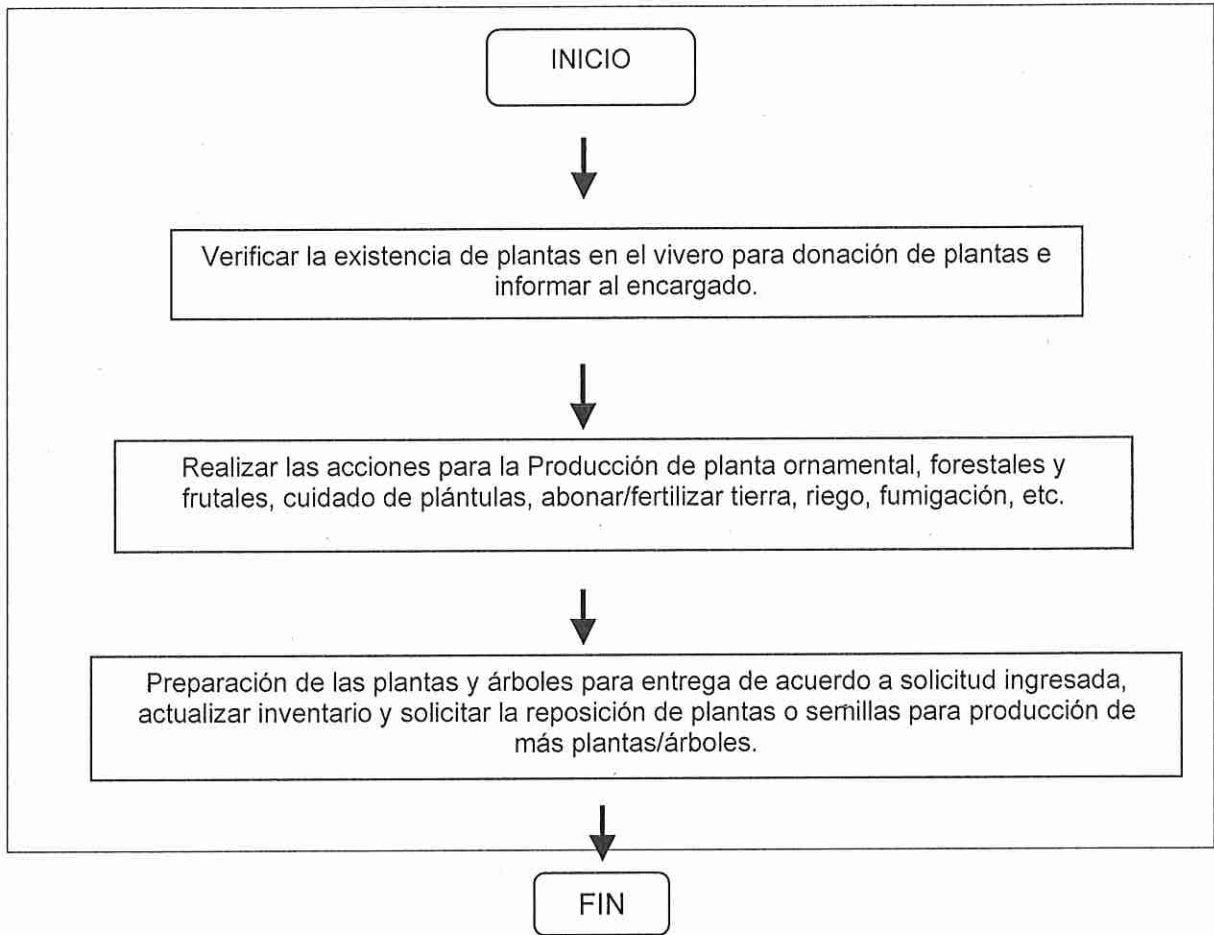 INICIO
Verificar la existencia de plantas en el vivero para donación de plantas e
informar al encargado.
Realizar las acciones para la Producción de planta ornamental, forestales y
frutales, cuidado de plántulas, abonar/fertilizar tierra, riego, fumigación, etc.
Preparación de las plantas y árboles para entrega de acuerdo a solicitud ingresada,
actualizar inventario y solicitar la reposición de plantas o semillas para producción de
más plantas/árboles.
FIN